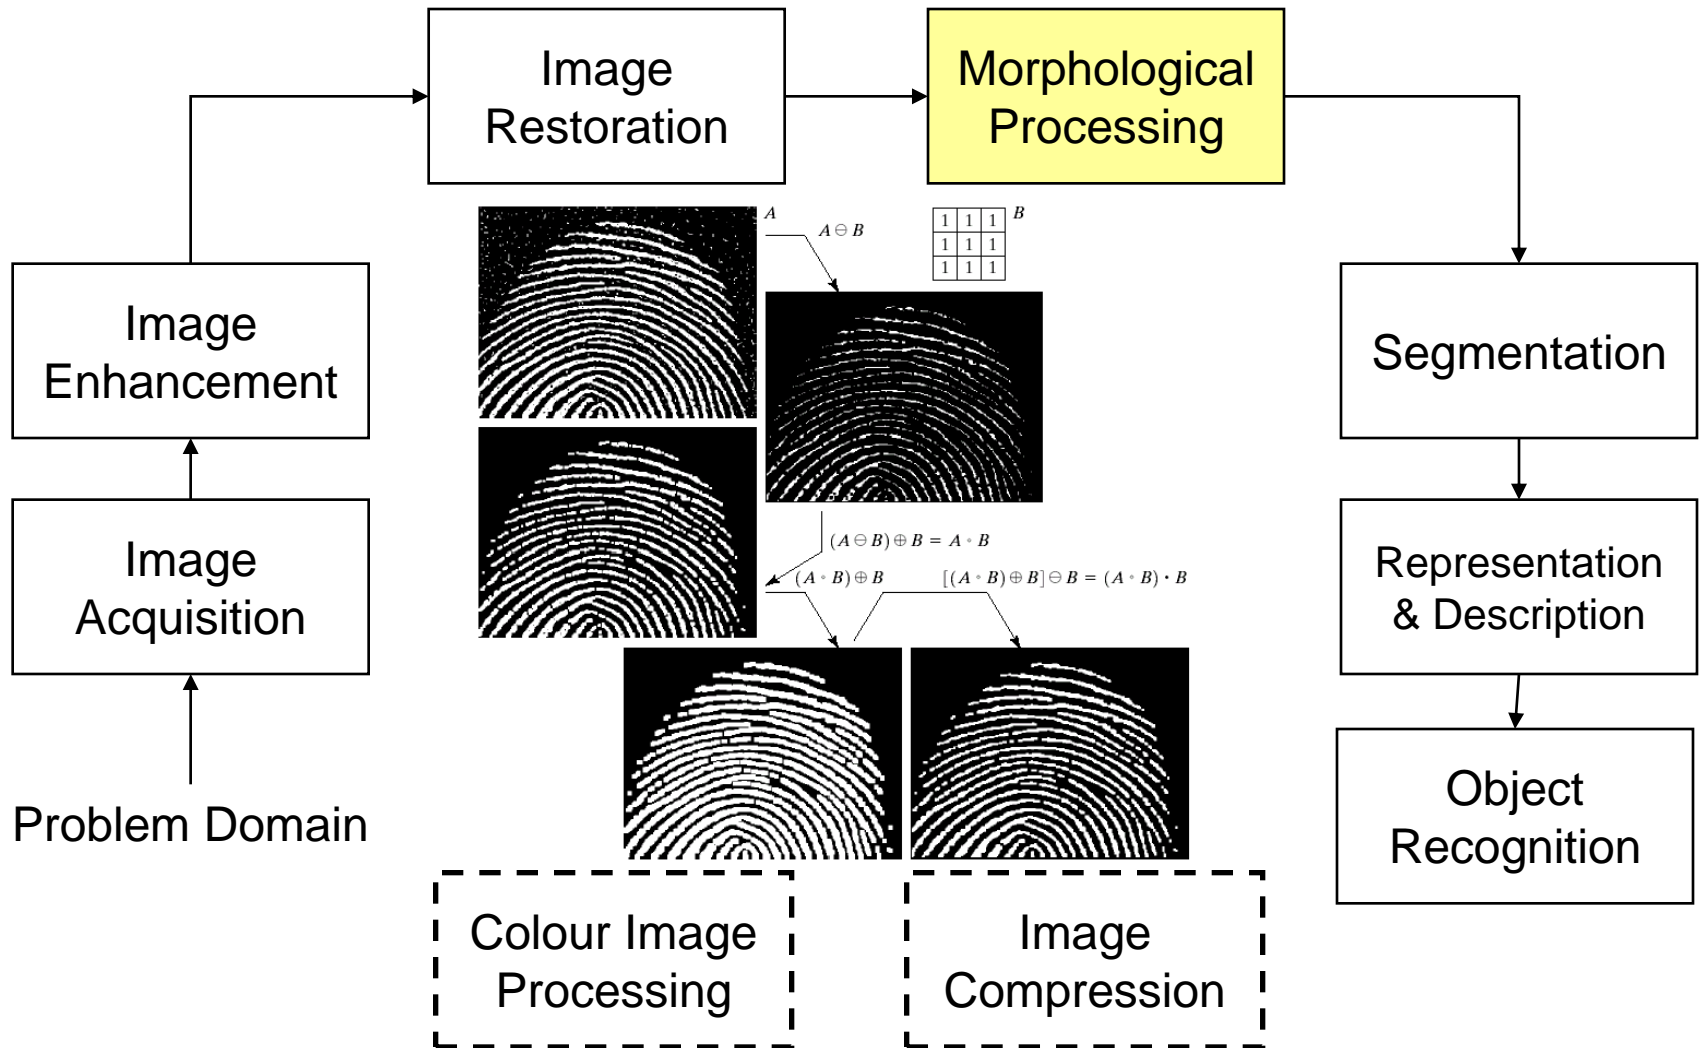 Image
Restoration
Morphological
Processing
A
A ⊖ B
1 1 1
1 1 1
1 1 1
B
Image
Enhancement
Segmentation
(A ⊖ B) ⊕ B = A ∘ B
(A ∘ B) ⊕ B
[(A ∘ B) ⊕ B] ⊖ B = (A ∘ B) • B
Image
Acquisition
Representation
& Description
Problem Domain
Object
Recognition
Colour Image
Processing
Image
Compression